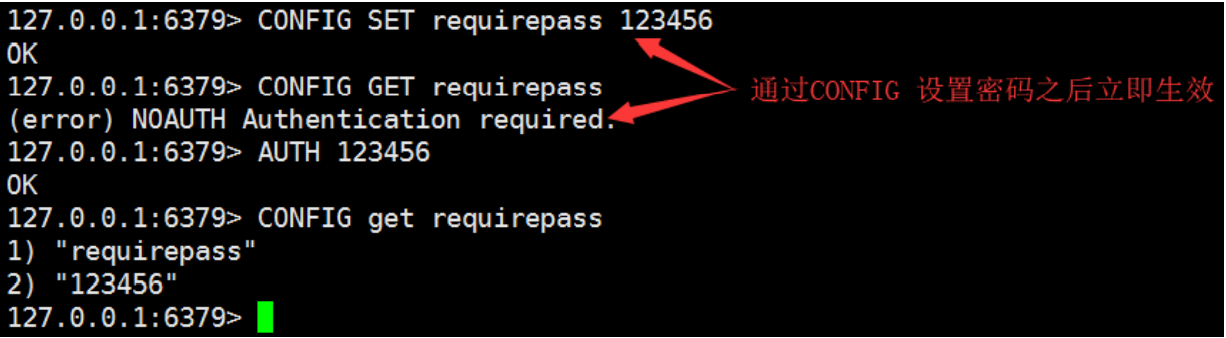 127.0.0.1:6379> CONFIG SET requirepass 123456
OK
127.0.0.1:6379> CONFIG GET requirepass
通过CONFIG 设置密码之后立即生效
(error) NOAUTH Authentication required.
127.0.0.1:6379> AUTH 123456
OK
127.0.0.1:6379> CONFIG get requirepass
1) "requirepass"
2) "123456"
127.0.0.1:6379>